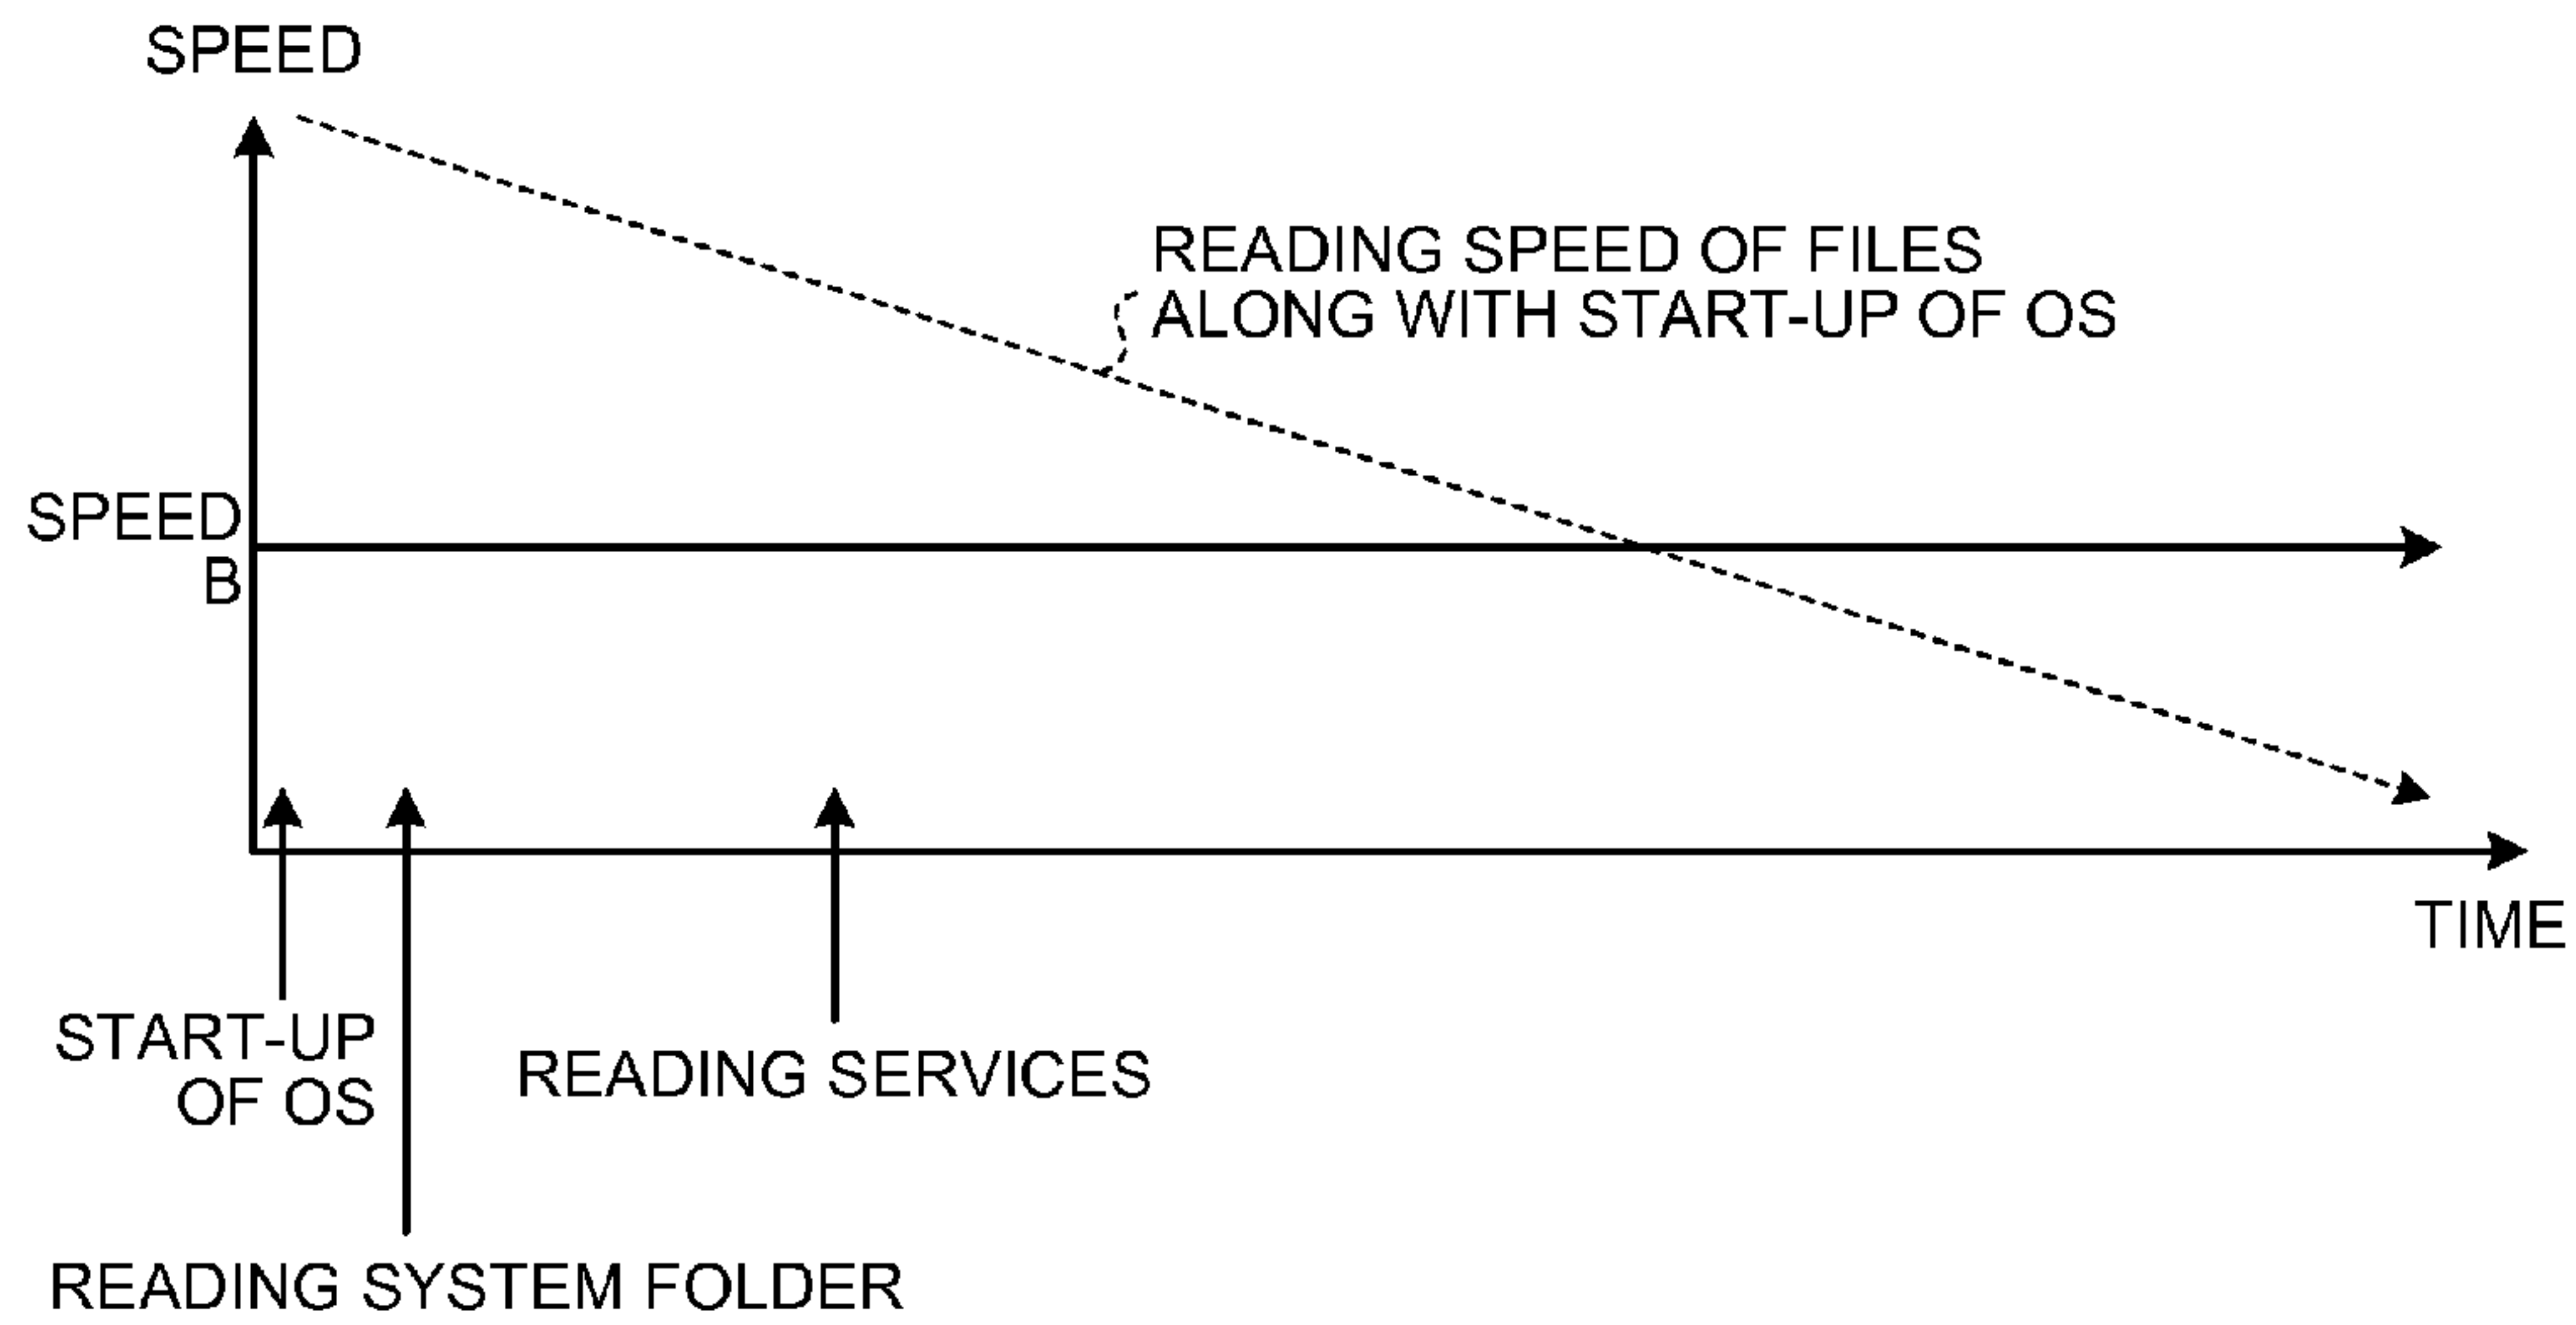 SPEED
READING SPEED OF FILES
ALONG WITH START-UP OF OS
SPEED
B
TIME
START-UP
OF OS
READING SERVICES
READING SYSTEM FOLDER